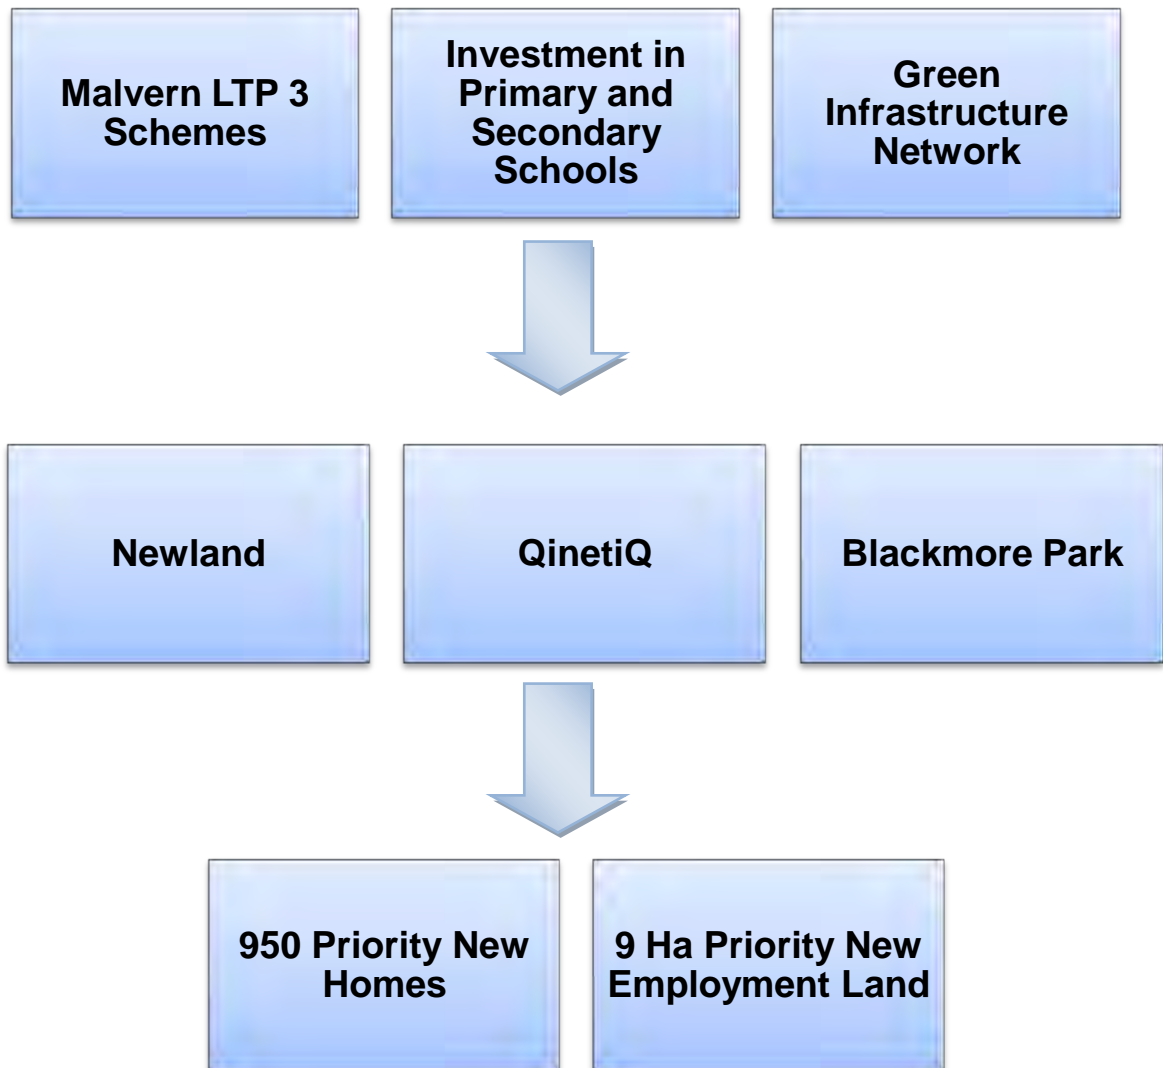 Malvern LTP 3
Schemes
Investment in
Primary and
Secondary
Schools
Green
Infrastructure
Network
Newland
QinetiQ
Blackmore Park
950 Priority New
Homes
9 Ha Priority New
Employment Land